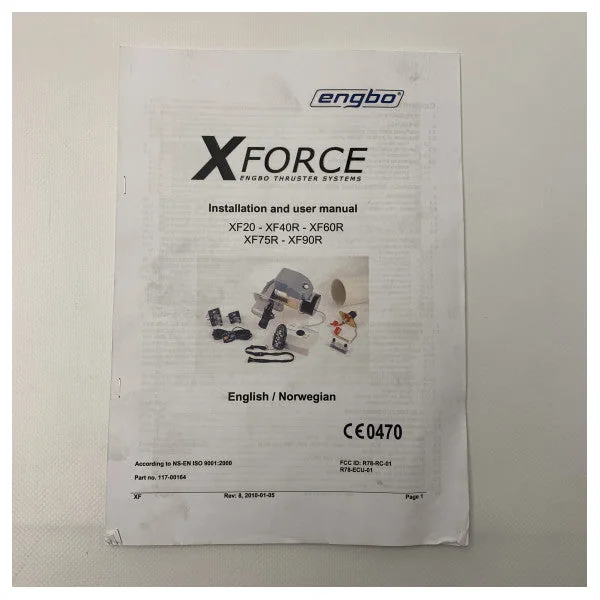 engbo®
XFORCE
ENGBO THRUSTER SYSTEMS
Installation and user manual
XF20 - XF40R - XF60R
XF75R - XF90R
English / Norwegian
CE0470
According to NS-EN ISO 9001:2000
FCC ID: R78-RC-01
R78-ECU-01
Part no. 117-00164
XF Rev: 8, 2010-01-05 Page 1